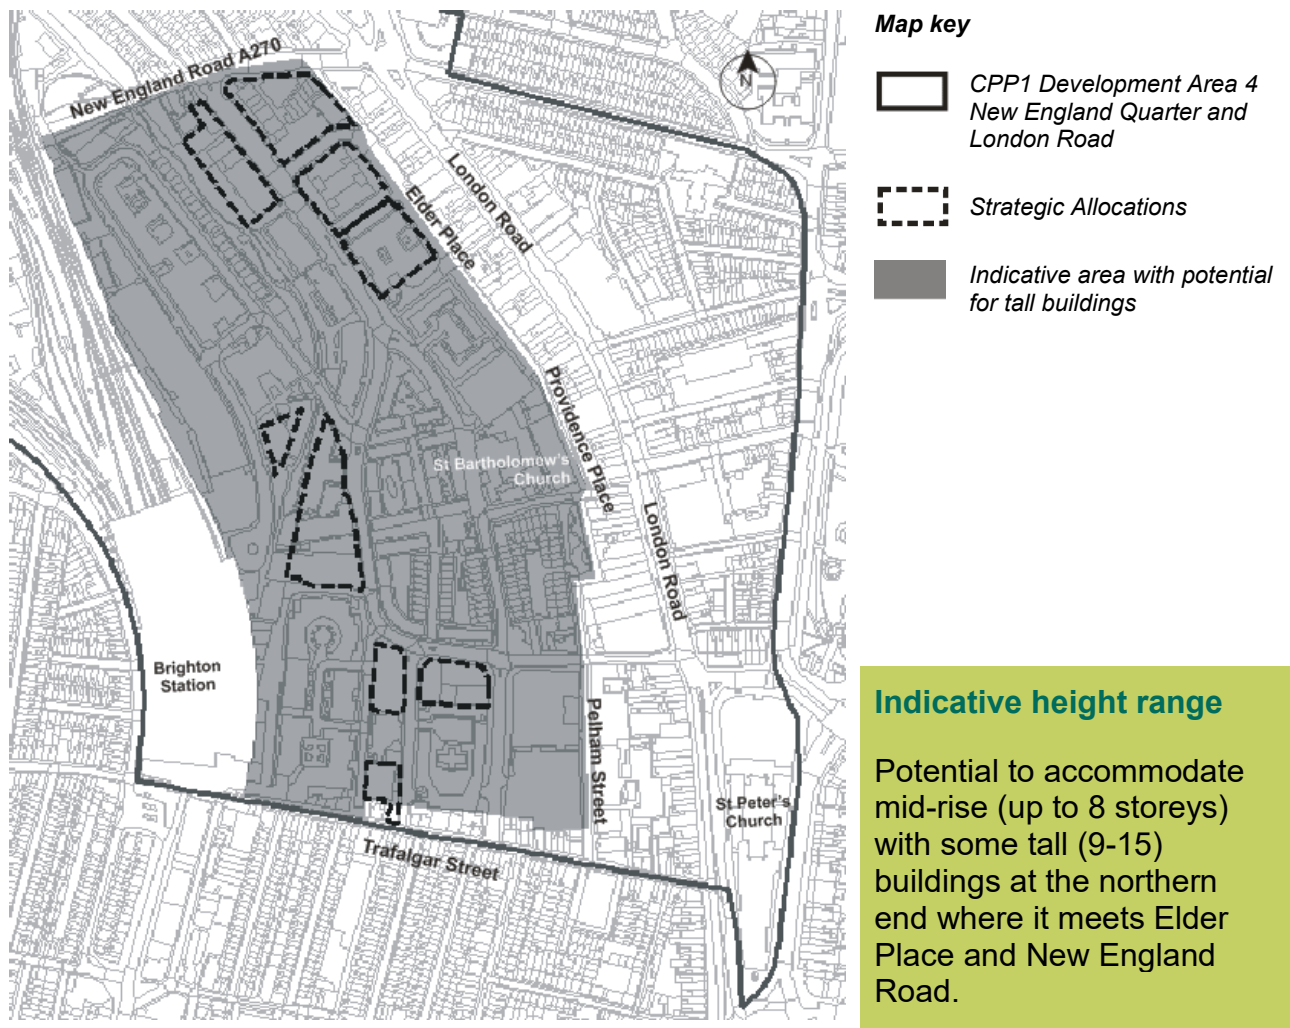 New England Road A270
N
London Road
Elder Place
Providence Place
St Bartholomew's
Church
London Road
Brighton
Station
Pelham Street
St Peter's
Church
Trafalgar Street
Map key
CPP1 Development Area 4
New England Quarter and
London Road
Strategic Allocations
Indicative area with potential
for tall buildings
Indicative height range
Potential to accommodate
mid-rise (up to 8 storeys)
with some tall (9-15)
buildings at the northern
end where it meets Elder
Place and New England
Road.